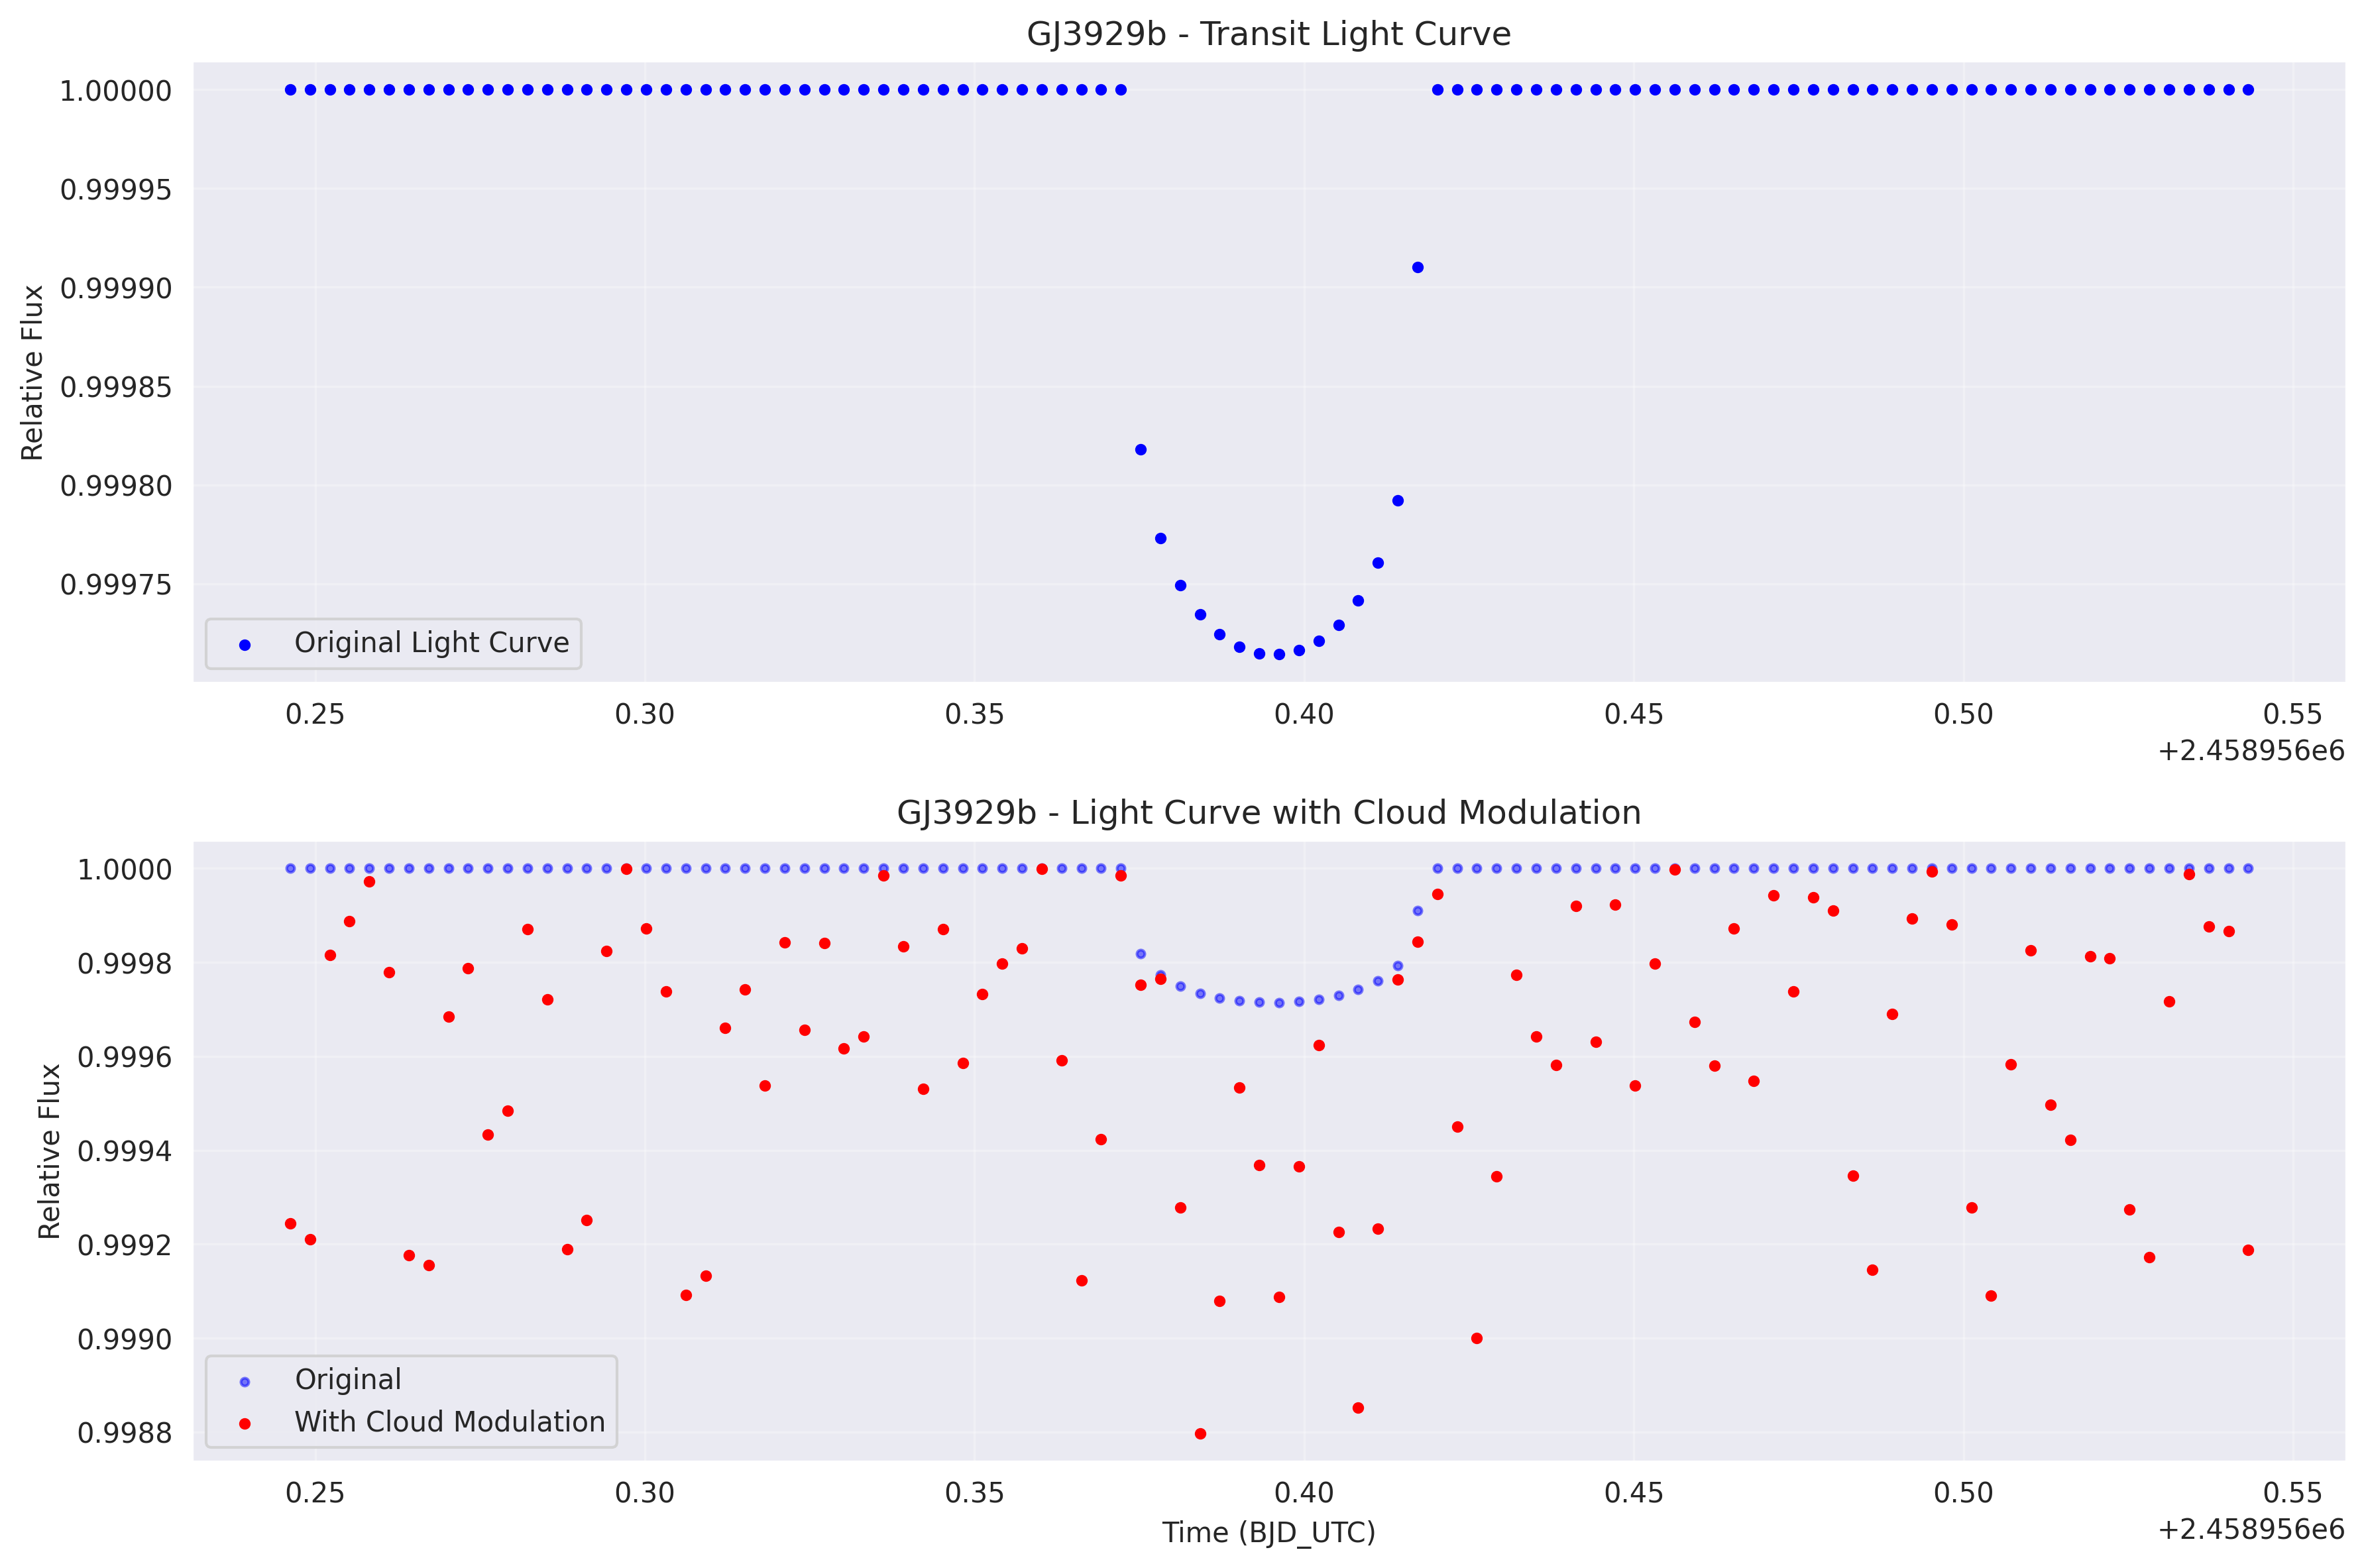 GJ3929b - Transit Light Curve
Relative Flux
1.00000
0.99995
0.99990
0.99985
0.99980
0.99975
Original Light Curve
0.25 0.30 0.35 0.40 0.45 0.50 0.55
+2.458956e6
GJ3929b - Light Curve with Cloud Modulation
Relative Flux
1.0000
0.9998
0.9996
0.9994
0.9992
0.9990
0.9988
Original
With Cloud Modulation
0.25 0.30 0.35 0.40 0.45 0.50 0.55
Time (BJD_UTC)
+2.458956e6